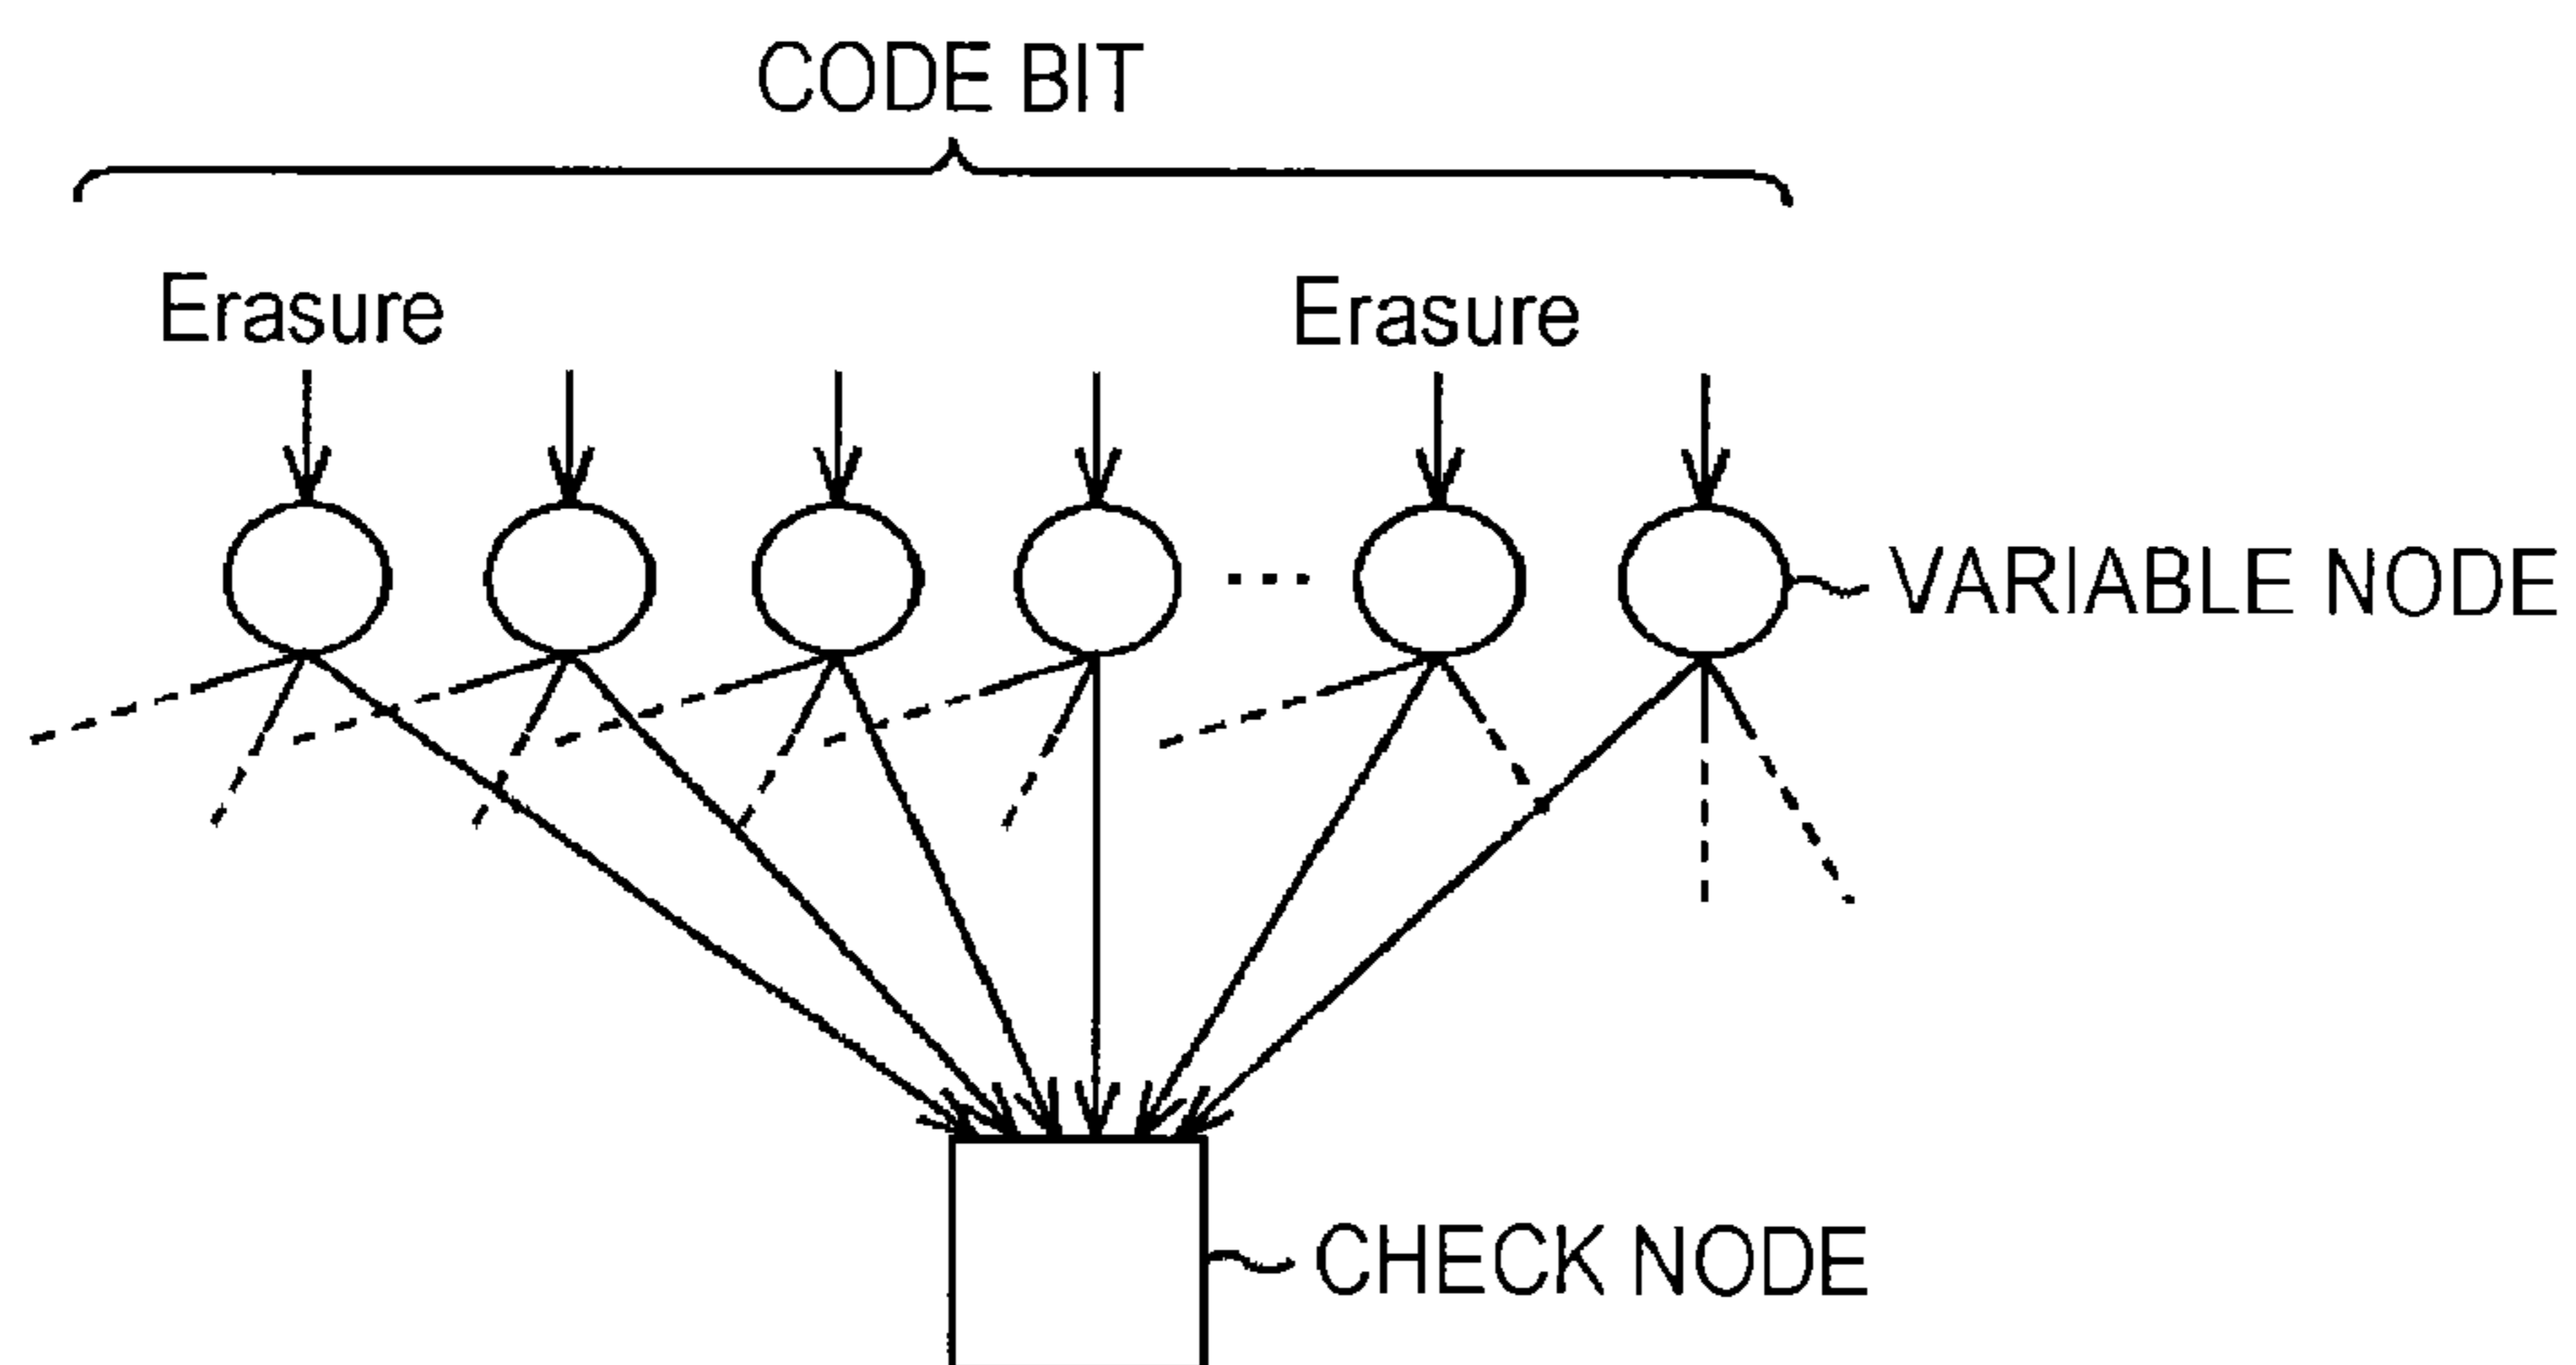 CODE BIT
Erasure Erasure
...
VARIABLE NODE
CHECK NODE